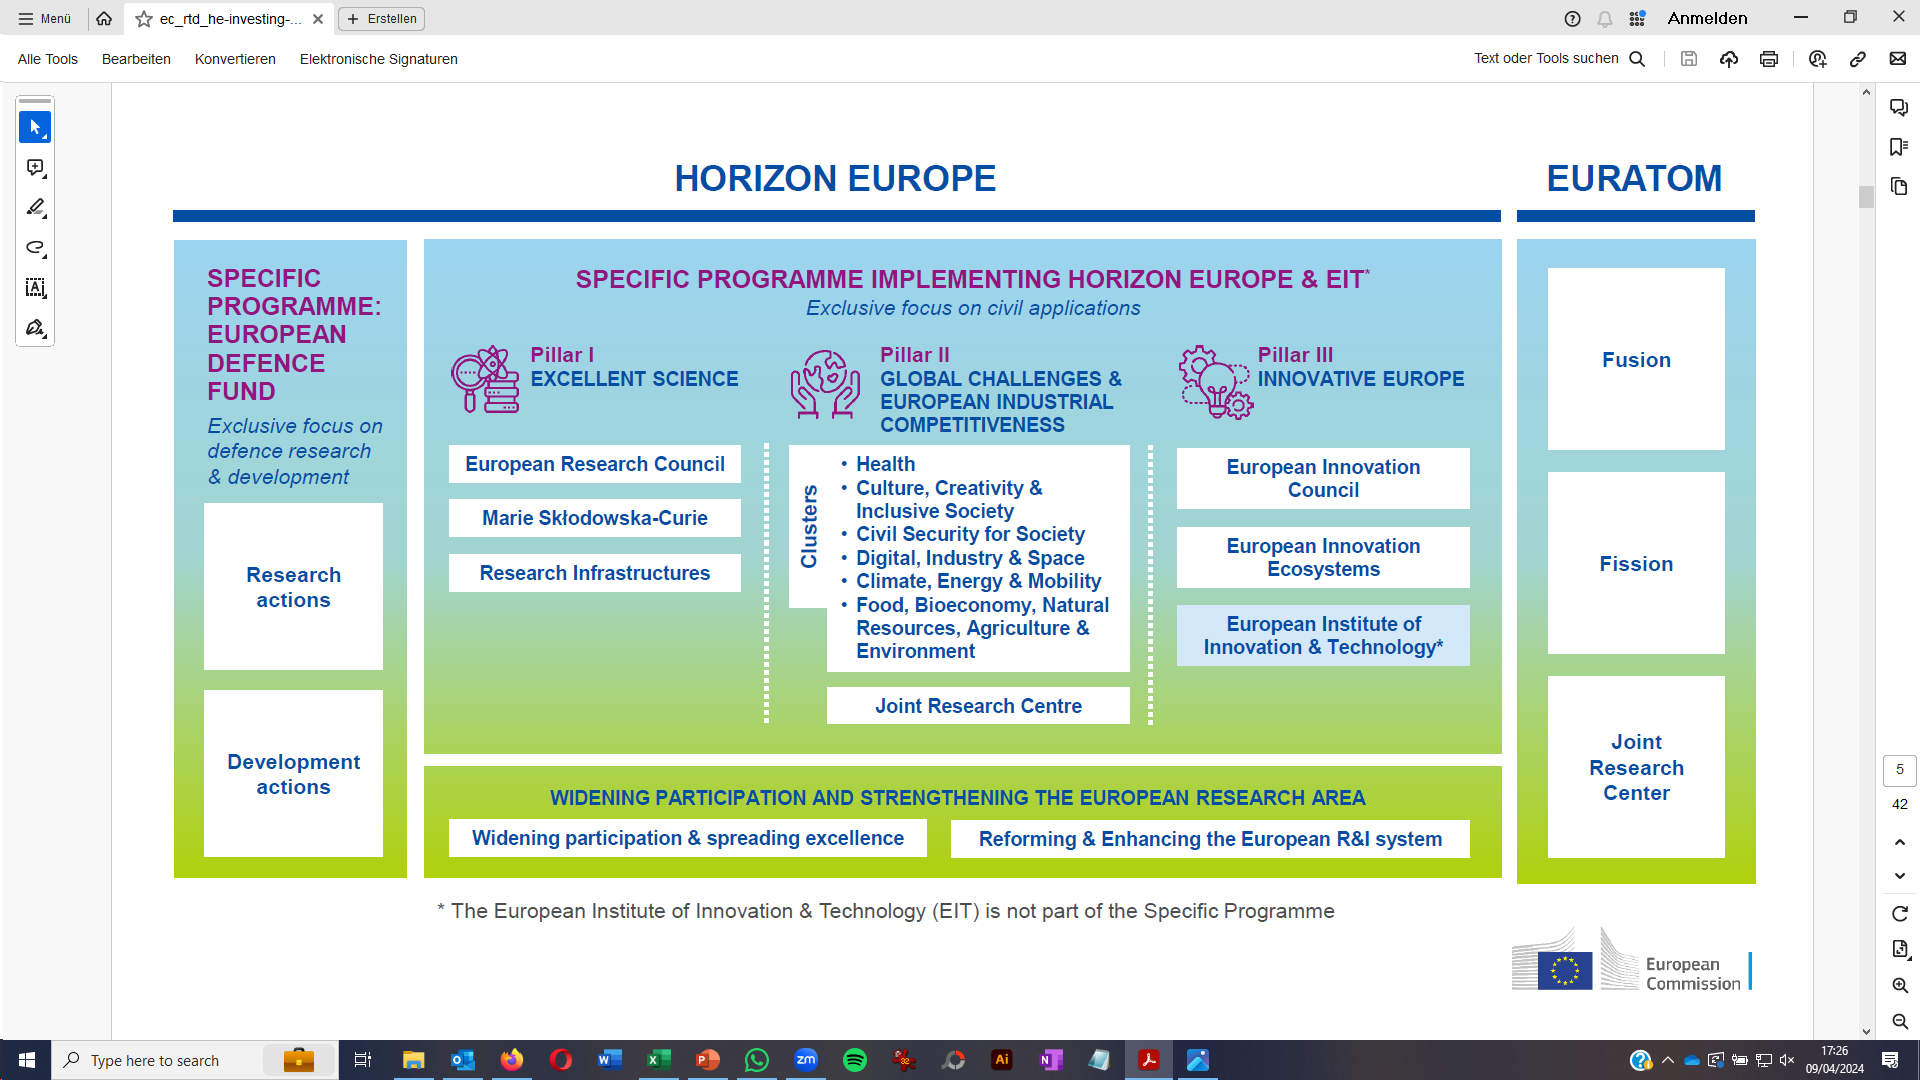 Menü
ec_rtd_he-investing-...
Erstellen
Anmelden
Alle Tools
Bearbeiten
Konvertieren
Elektronische Signaturen
Text oder Tools suchen
HORIZON EUROPE
EURATOM
SPECIFIC
PROGRAMME:
EUROPEAN
DEFENCE
FUND
Exclusive focus on
defence research
& development
Research
actions
Development
actions
SPECIFIC PROGRAMME IMPLEMENTING HORIZON EUROPE & EIT*
Exclusive focus on civil applications
Pillar I
EXCELLENT SCIENCE
European Research Council
Marie Skłodowska-Curie
Research Infrastructures
Pillar II
GLOBAL CHALLENGES &
EUROPEAN INDUSTRIAL
COMPETITIVENESS
Clusters
• Health
• Culture, Creativity &
Inclusive Society
• Civil Security for Society
• Digital, Industry & Space
• Climate, Energy & Mobility
• Food, Bioeconomy, Natural
Resources, Agriculture &
Environment
Joint Research Centre
Pillar III
INNOVATIVE EUROPE
European Innovation
Council
European Innovation
Ecosystems
European Institute of
Innovation & Technology*
WIDENING PARTICIPATION AND STRENGTHENING THE EUROPEAN RESEARCH AREA
Widening participation & spreading excellence
Reforming & Enhancing the European R&I system
Fusion
Fission
Joint
Research
Center
* The European Institute of Innovation & Technology (EIT) is not part of the Specific Programme
European
Commission
5
42
Type here to search
zm
Ai
17:26
09/04/2024